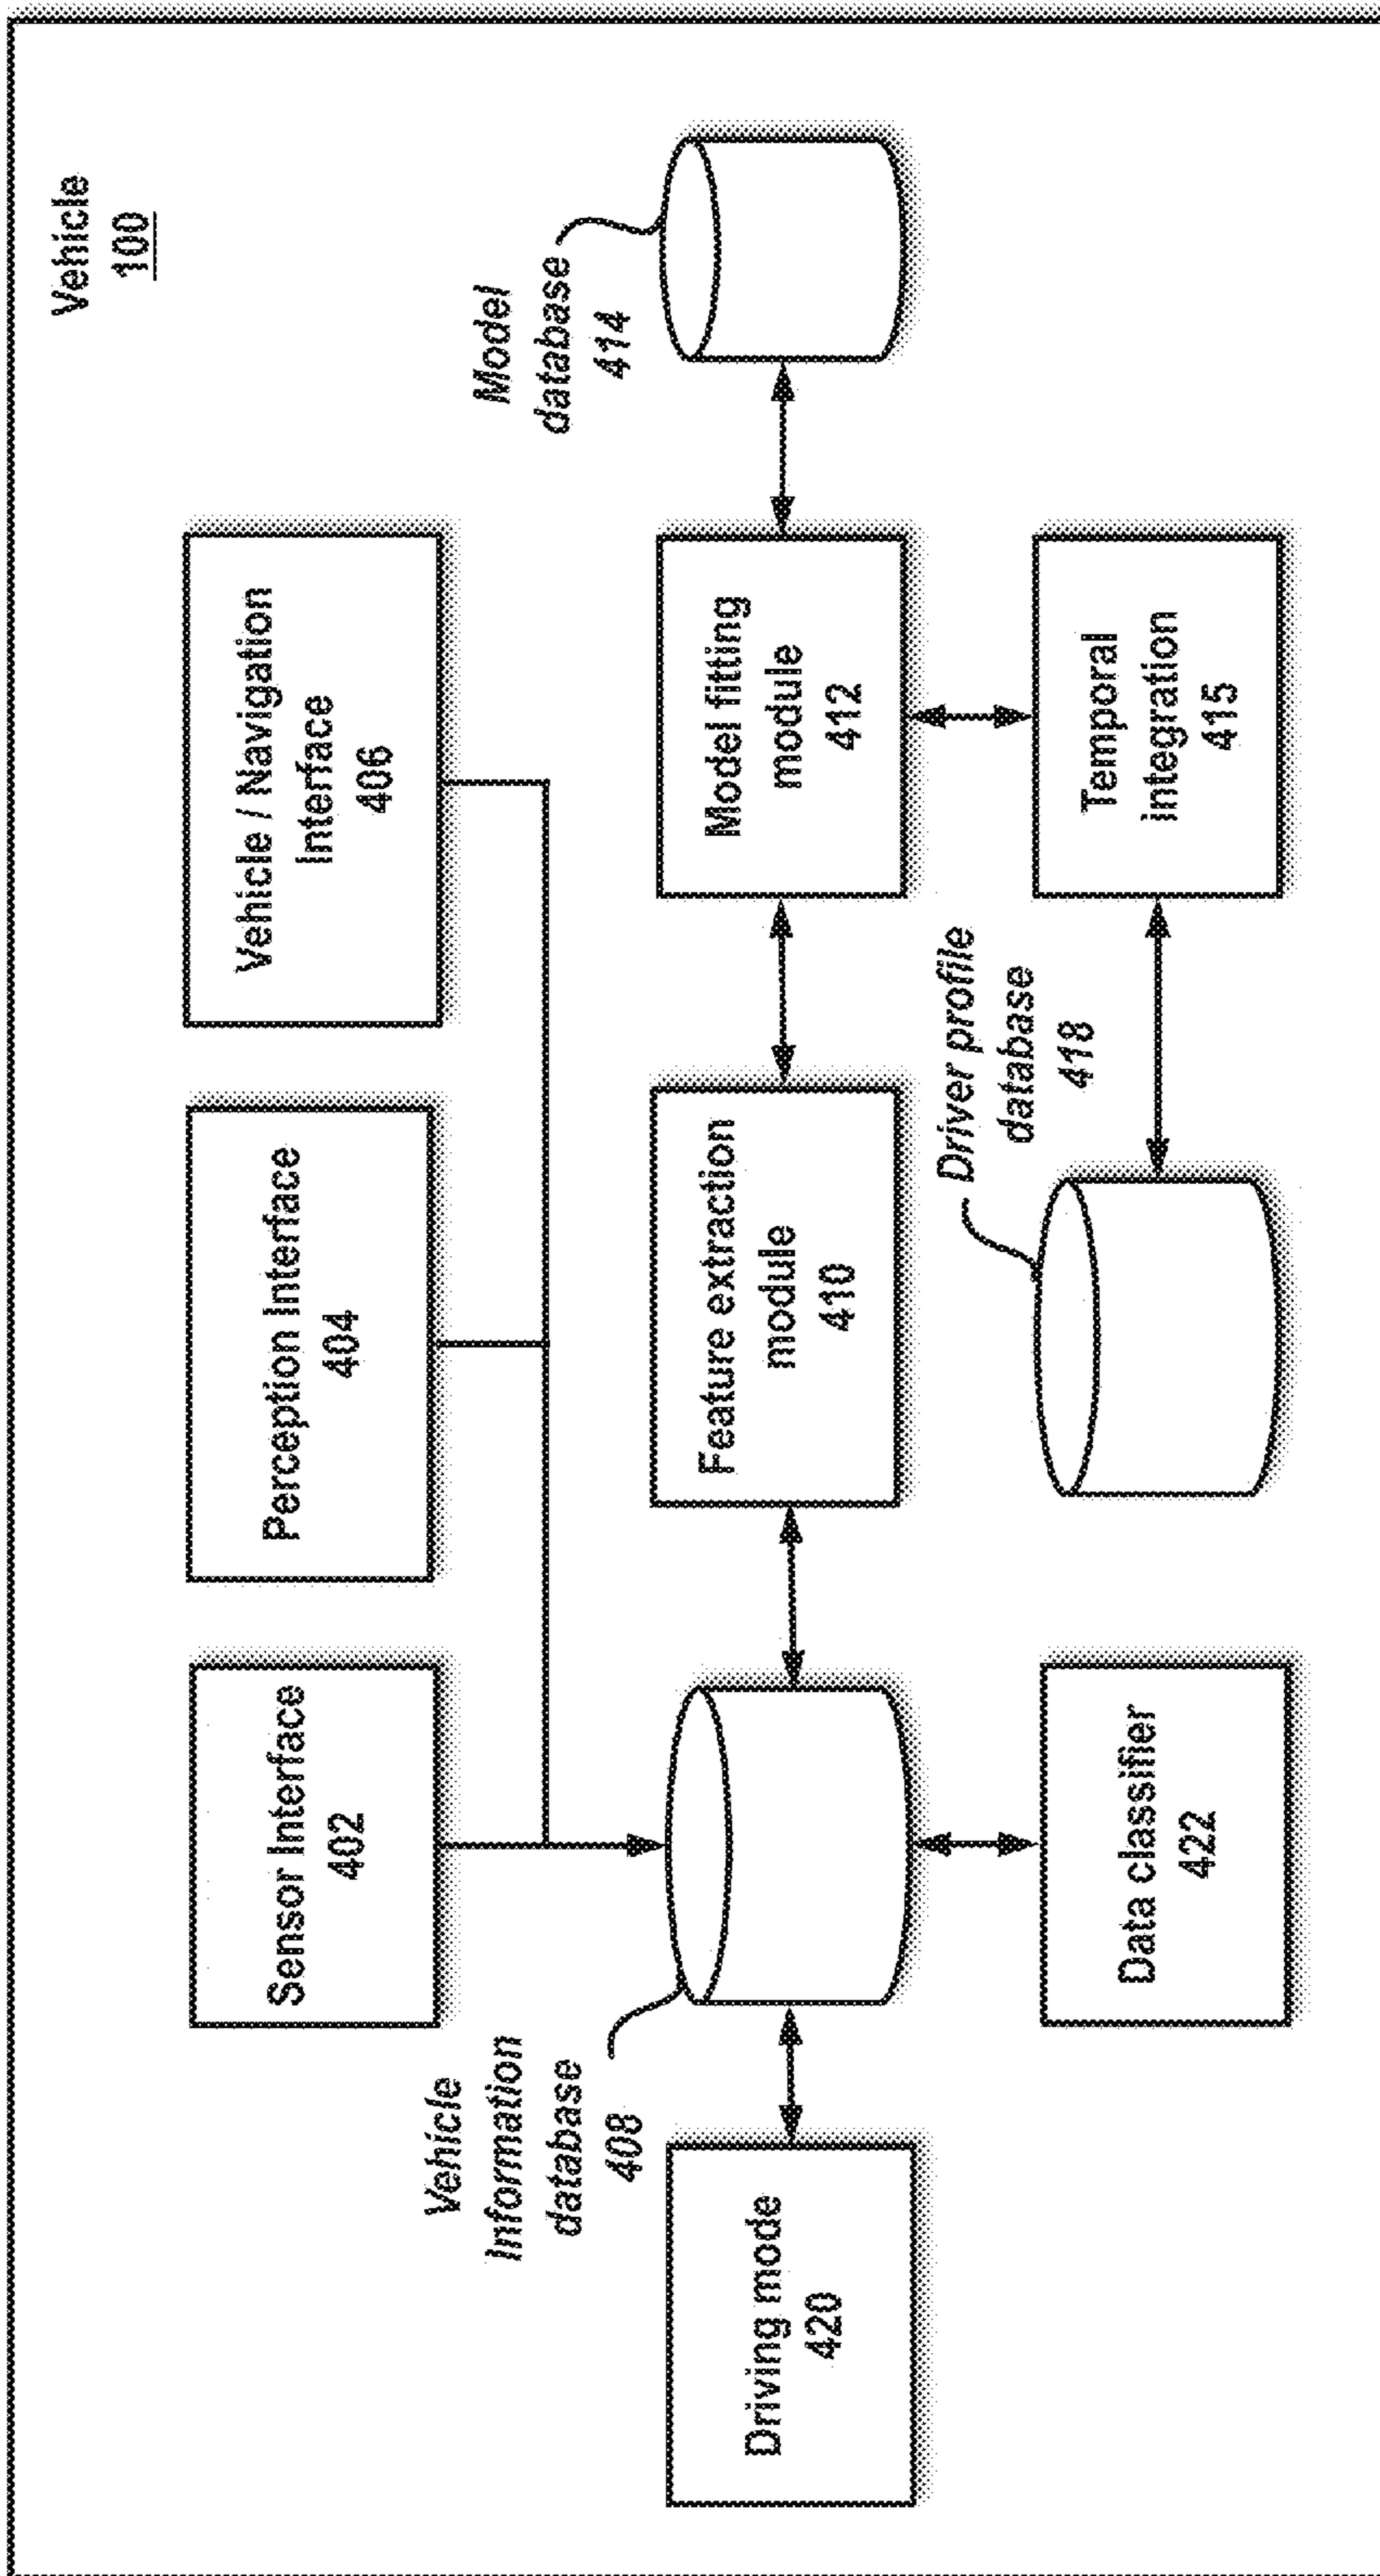 Vehicle
100
Sensor Interface
402
Perception Interface
404
Vehicle / Navigation
Interface
406
Vehicle
Information
database
408
Model
database
414
Driving mode
420
Feature extraction
module
410
Model fitting
module
412
Driver profile
database
418
Data classifier
422
Temporal
integration
415